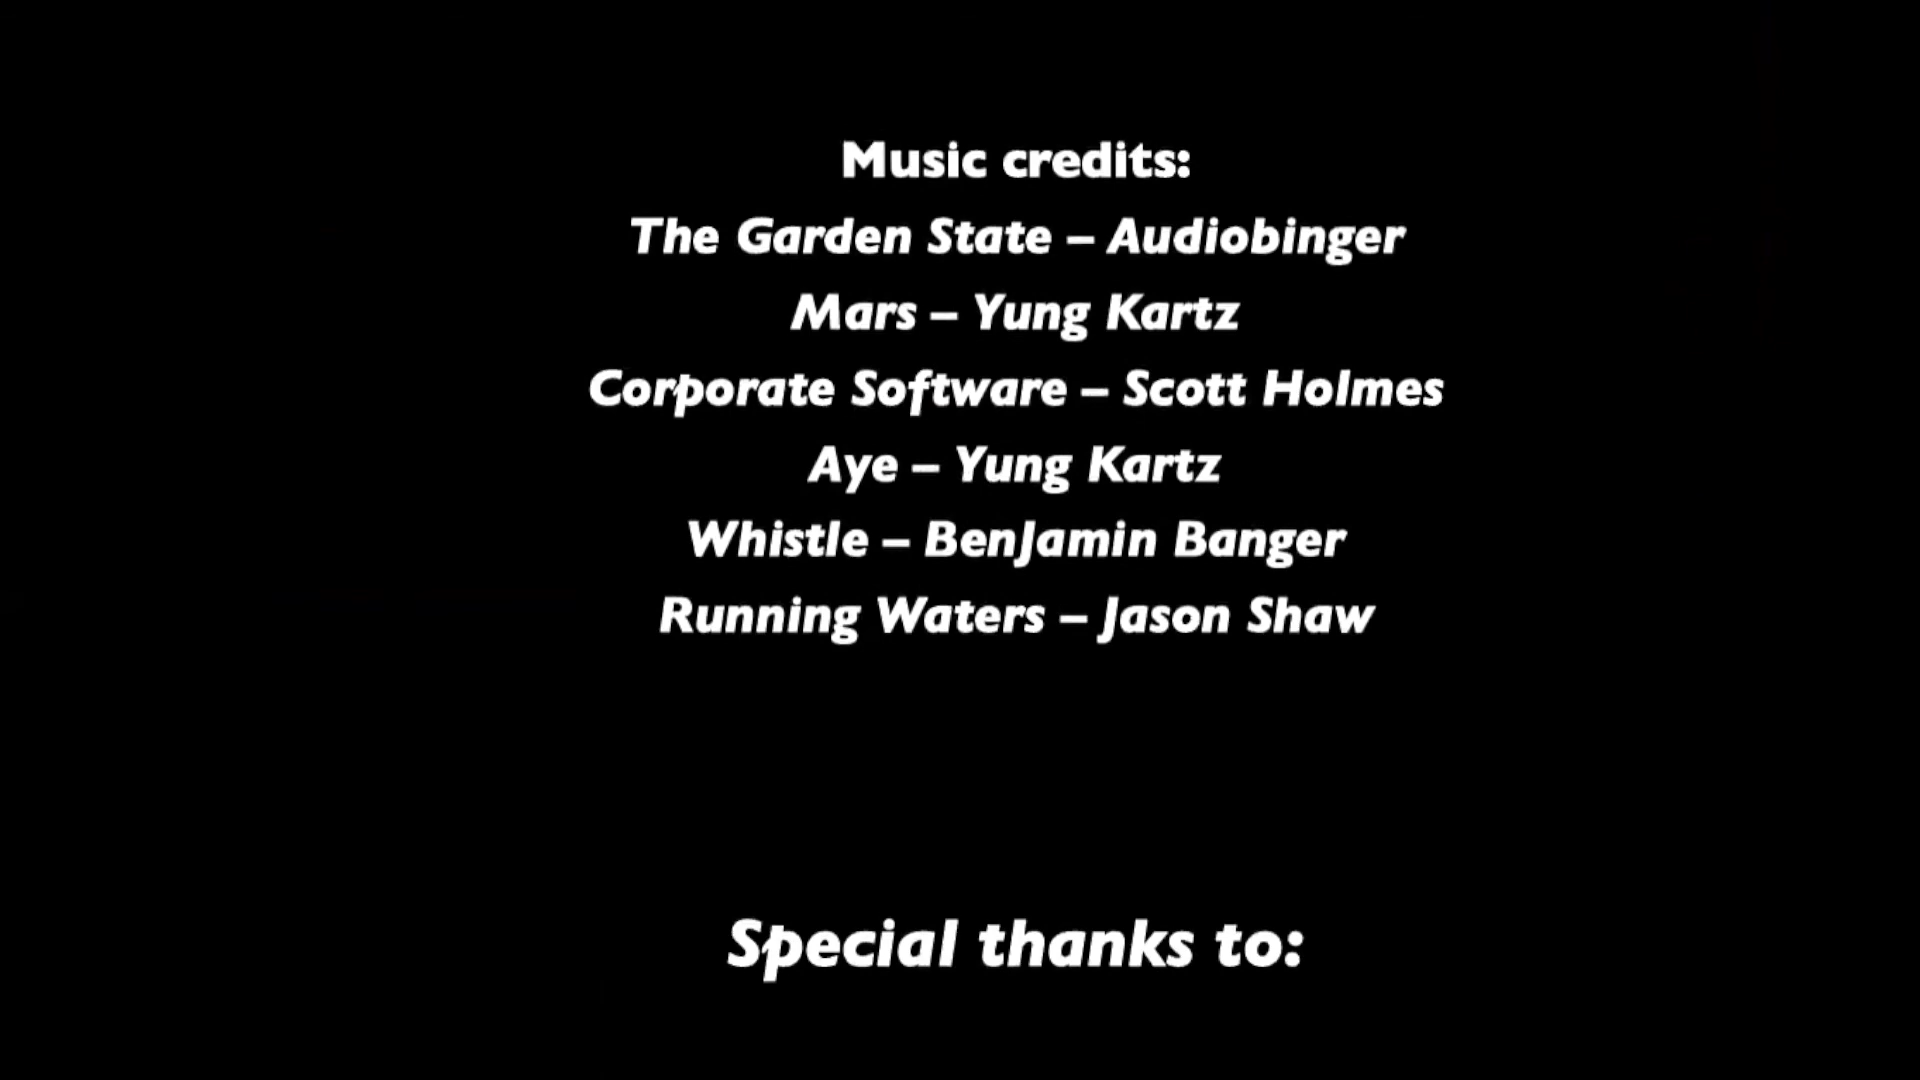 Music credits:
The Garden State – Audiobinger
Mars – Yung Kartz
Corporate Software – Scott Holmes
Aye – Yung Kartz
Whistle – BenJamin Banger
Running Waters – Jason Shaw
Special thanks to: